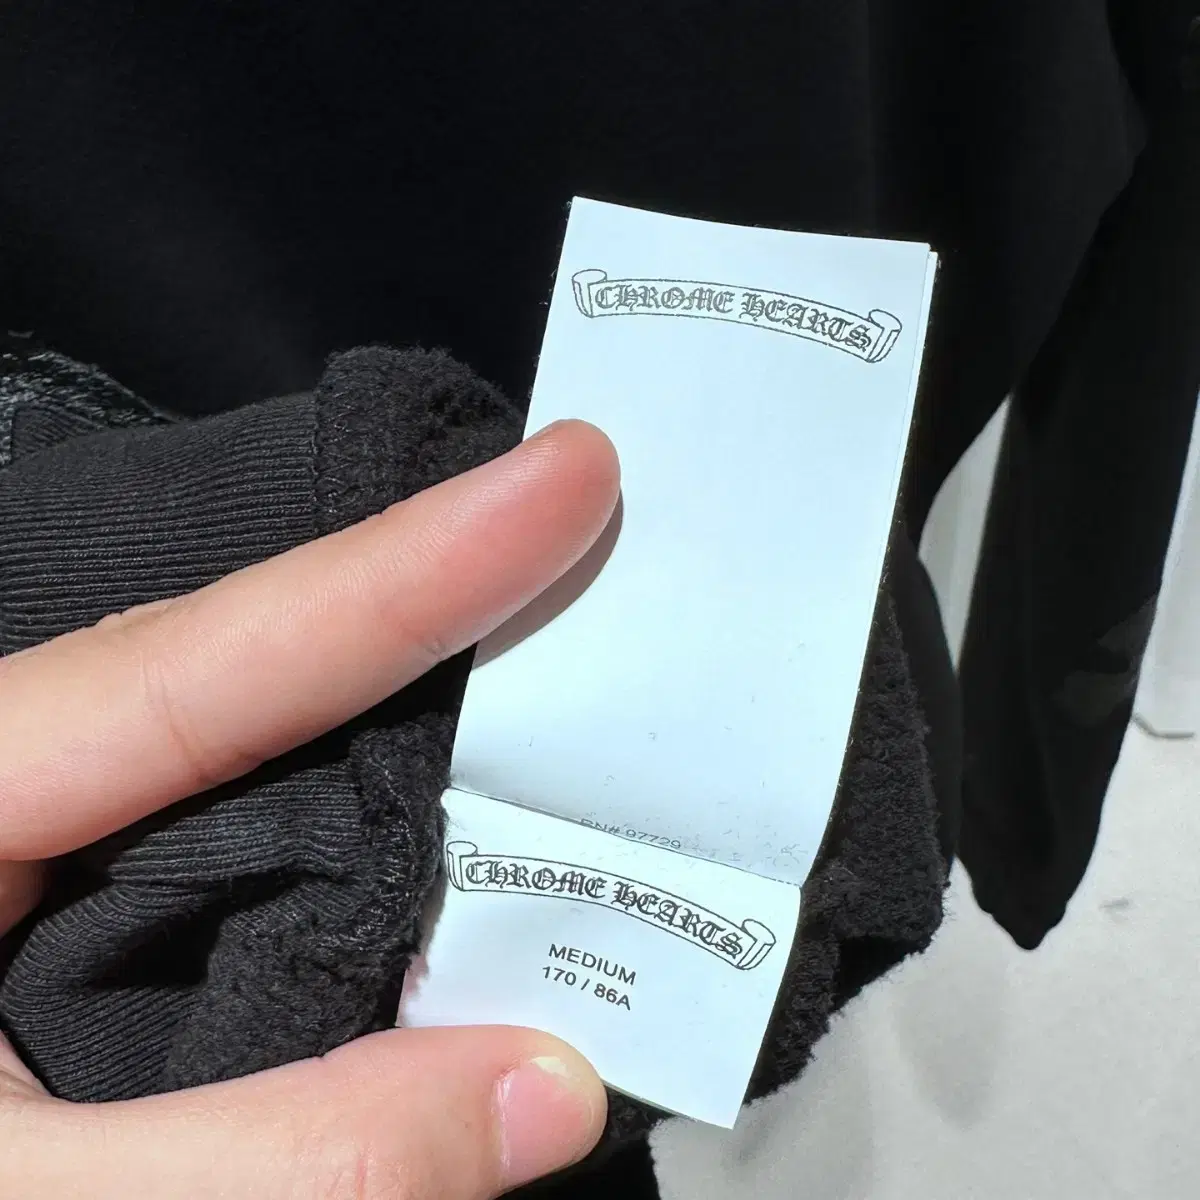 CHROME HEARTS
RN# 97729
CHROME HEARTS
MEDIUM
170 / 86A